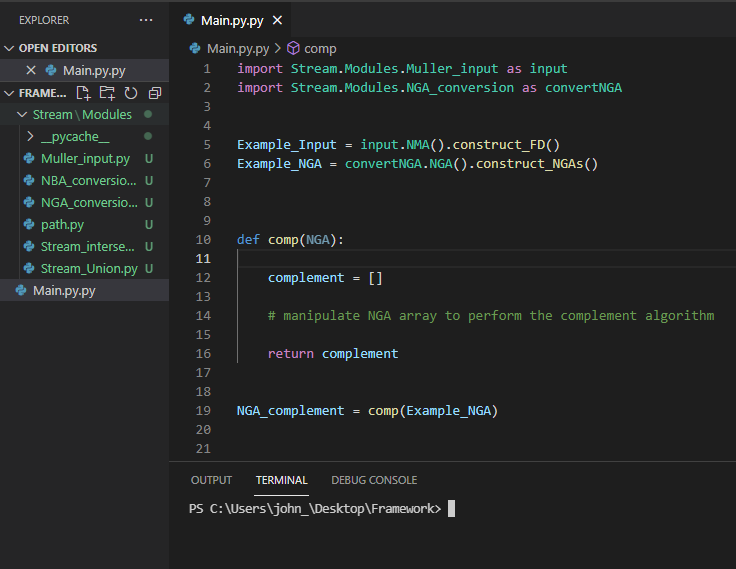 EXPLORER ...
OPEN EDITORS
Main.py.py
FRAME...
Stream\Modules
__pycache__
Muller_input.py U
NBA_conversio... U
NGA_conversio... U
path.py U
Stream_interse... U
Stream_Union.py U
Main.py.py
Main.py.py
Main.py.py > comp
1 import Stream.Modules.Muller_input as input
2 import Stream.Modules.NGA_conversion as convertNGA
3
4
5 Example_Input = input.NMA().construct_FD()
6 Example_NGA = convertNGA.NGA().construct_NGAs()
7
8
9
10 def comp(NGA):
11
12     complement = []
13
14     # manipulate NGA array to perform the complement algorithm
15
16     return complement
17
18
19 NGA_complement = comp(Example_NGA)
20
21
OUTPUT TERMINAL DEBUG CONSOLE
PS C:\Users\john_\Desktop\Framework>